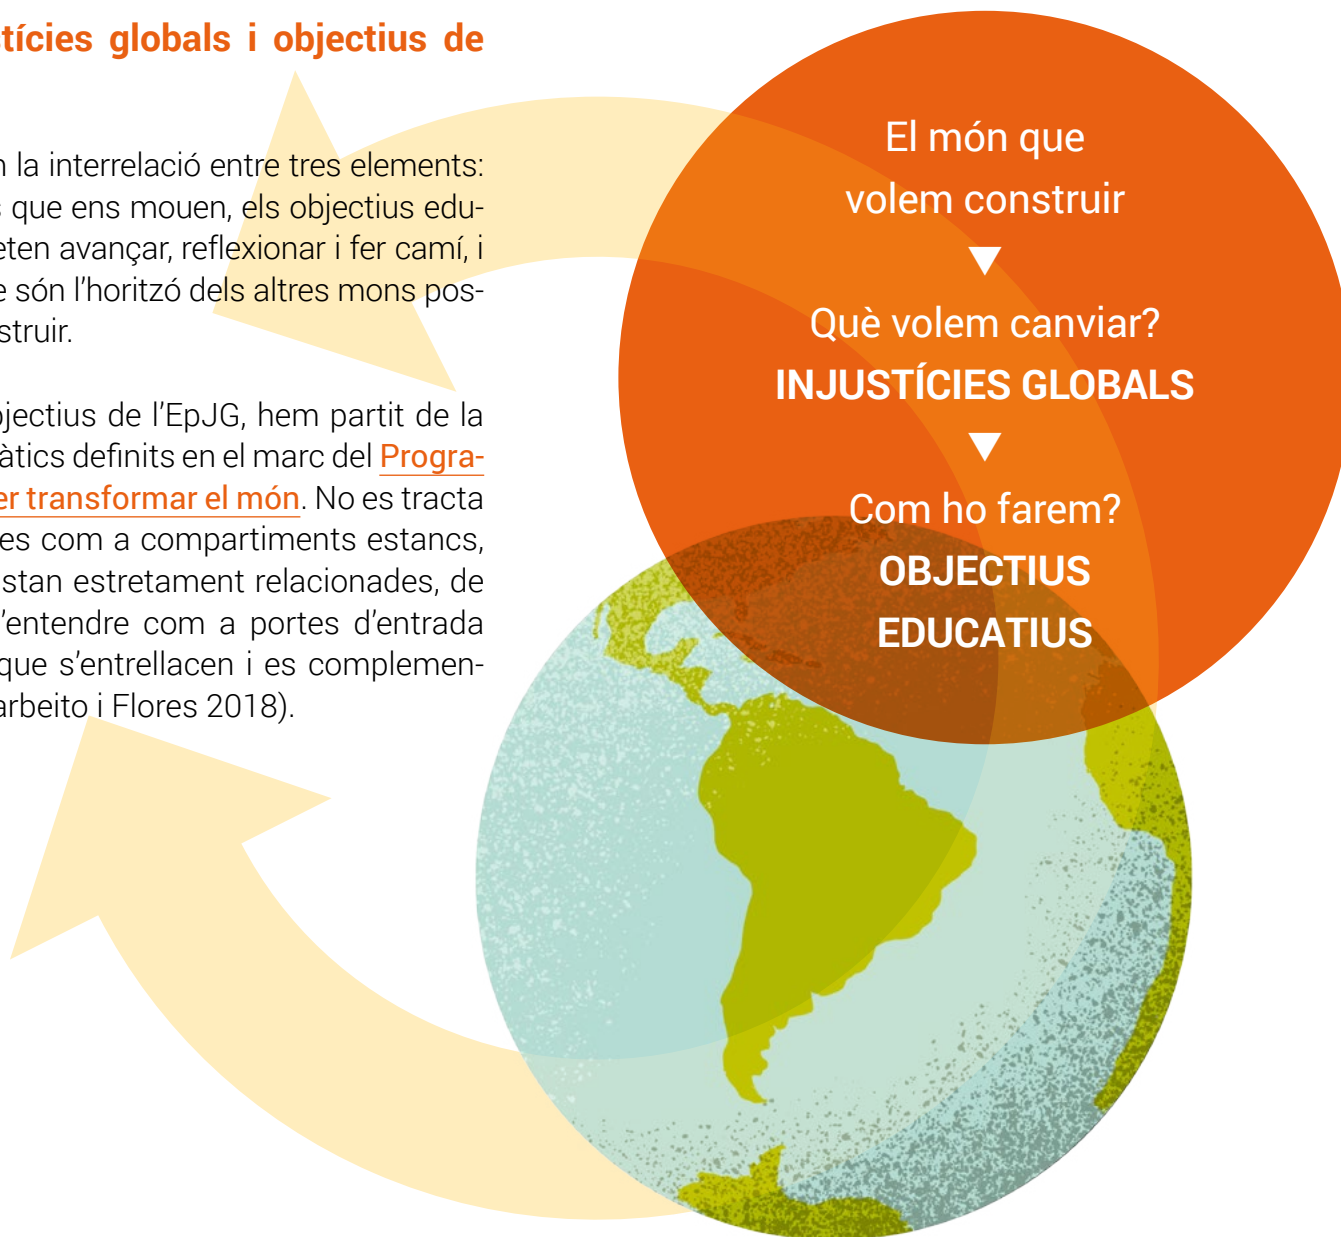 stícies globals i objectius de
la interrelació entre tres elements:
que ens mouen, els objectius edu-
eten avançar, reflexionar i fer camí, i
e són l'horitzó dels altres mons pos-
struir.
bjectius de l'EpJG, hem partit de la
àtics definits en el marc del Progra-
er transformar el món. No es tracta
es com a compartiments estancs,
stan estretament relacionades, de
'entendre com a portes d'entrada
que s'entrellacen i es complemen-
arbeito i Flores 2018).
El món que
volem construir
Què volem canviar?
INJUSTÍCIES GLOBALS
Com ho farem?
OBJECTIUS
EDUCATIUS